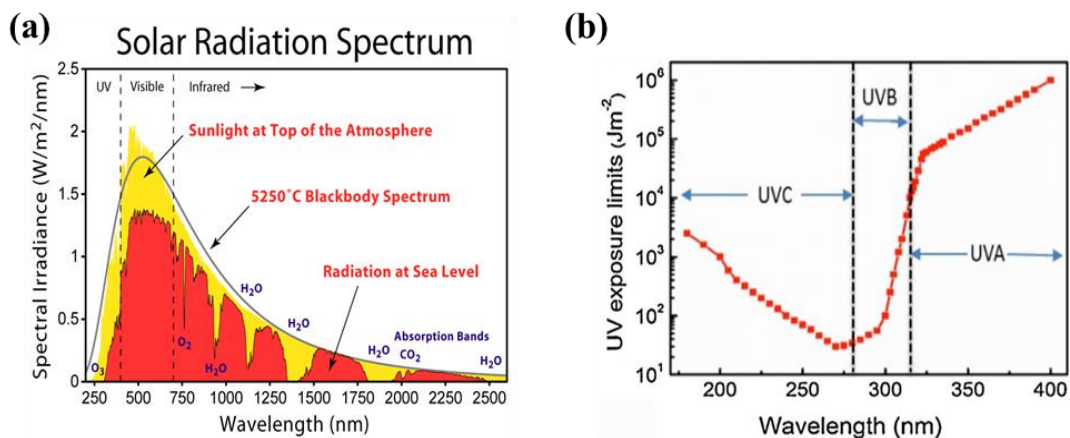 (a)
Solar Radiation Spectrum
UV
Visible
Infrared
Sunlight at Top of the Atmosphere
5250°C Blackbody Spectrum
Radiation at Sea Level
H₂O
H₂O
Absorption Bands
H₂O
CO₂
H₂O
O₃
O₂
H₂O
Spectral Irradiance (W/m²/nm)
2.5
2
1.5
1
0.5
0
250 500 750 1000 1250 1500 1750 2000 2250 2500
Wavelength (nm)
(b)
UV exposure limits (Jm⁻²)
10⁶
10⁵
10⁴
10³
10²
10¹
UVB
UVC
UVA
200 250 300 350 400
Wavelength (nm)